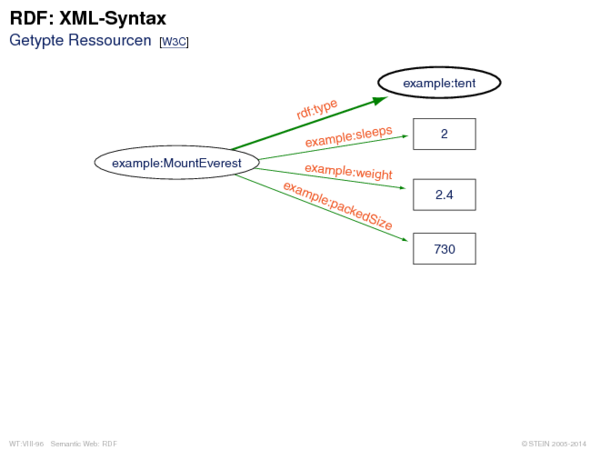 RDF: XML-Syntax
Getypte Ressourcen [W3C]
example:tent
rdf:type
example:sleeps
2
example:MountEverest
example:weight
2.4
example:packedSize
730
WT:VIII-96 Semantic Web: RDF
© STEIN 2005-2014